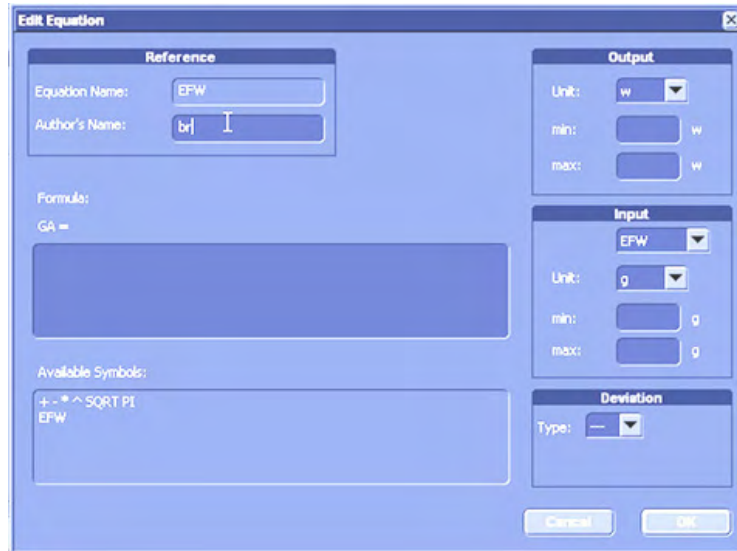 Edit Equation
Reference
Equation Name: EFW
Author's Name: br
Formula:
GA =
Available Symbols:
+ - * ^ SQRT PI
EFW
Output
Unit: w
min: w
max: w
Input
EFW
Unit: g
min: g
max: g
Deviation
Type: —
Cancel OK